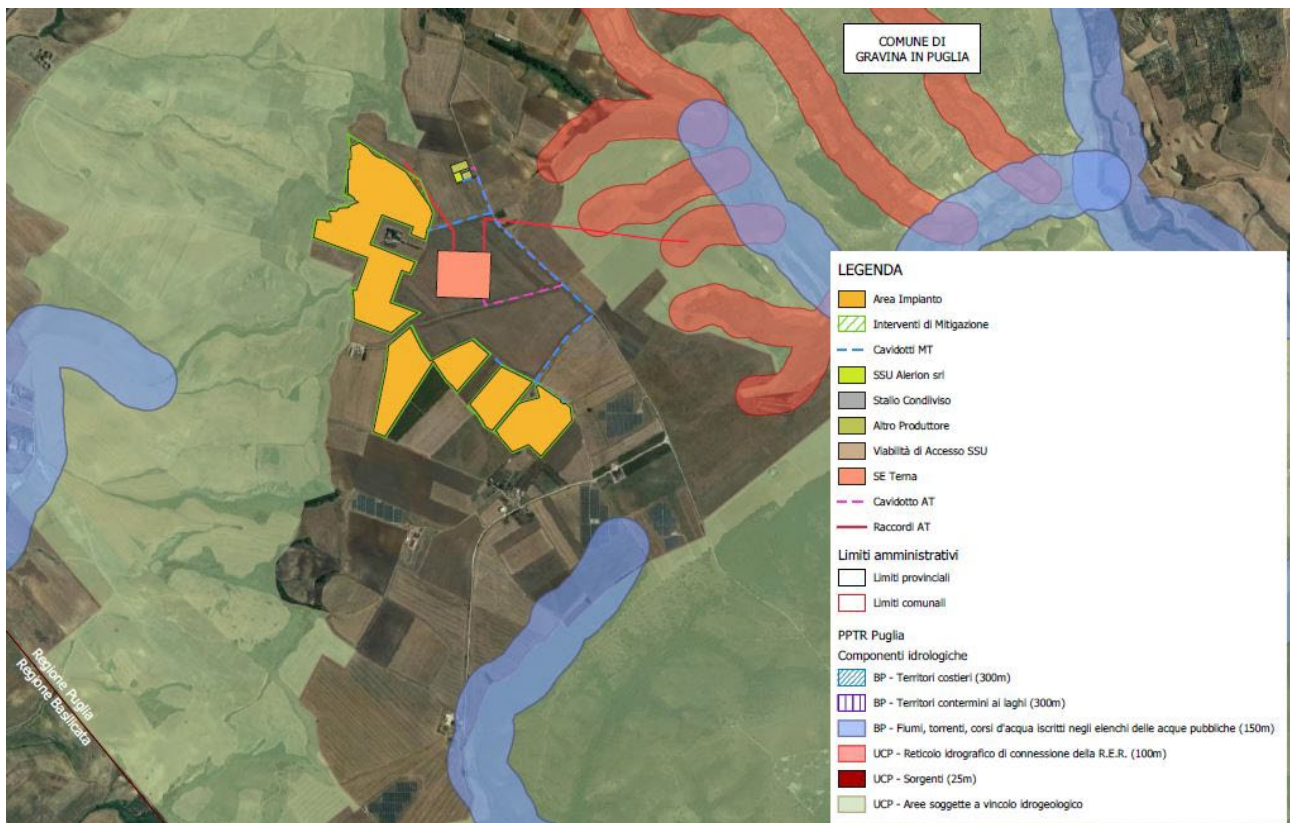 COMUNE DI
GRAVINA IN PUGLIA
LEGENDA
Area Impianto
Interventi di Mitigazione
Cavidotti MT
SSU Alerion srl
Stallo Condiiviso
Altro Produttore
Viabilità di Accesso SSU
SE Terna
Cavidotto AT
Raccordi AT
Limiti amministrativi
Limiti provinciali
Limiti comunali
PPTR Puglia
Componenti idrologiche
BP - Territori costieri (300m)
BP - Territori contermini ai laghi (300m)
BP - Fiumi, torrenti, corsi d'acqua iscritti negli elenchi delle acque pubbliche (150m)
UCP - Reticolo idrografico di connessione della R.E.R. (100m)
UCP - Sorgenti (25m)
UCP - Aree soggette a vincolo idrogeologico
Regione Puglia
Regione Basilicata